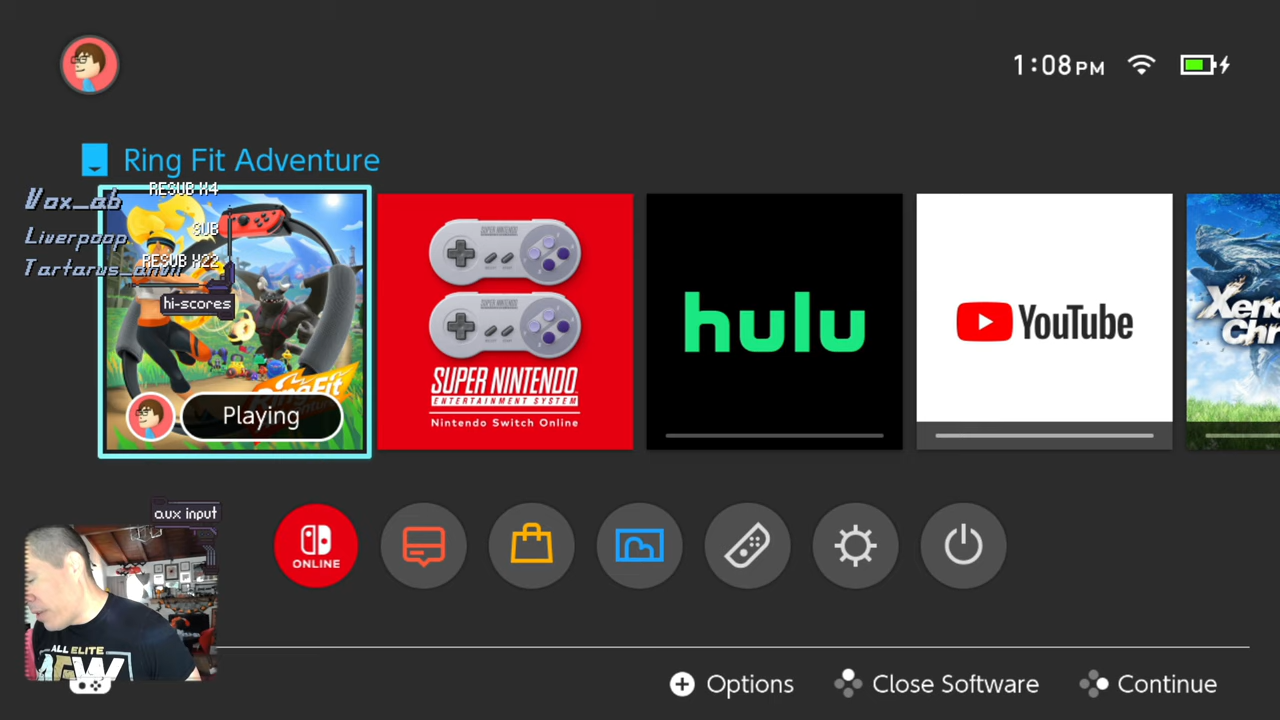 1:08PM
Ring Fit Adventure
Vox_ab
RESUB X4
Liverpoop
SUB
RESUB X22
hi-scores
RingFit
Playing
SUPER NINTENDO
ENTERTAINMENT SYSTEM
Nintendo Switch Online
hulu
YouTube
aux input
ONLINE
ALL ELITE
Options
Close Software
Continue